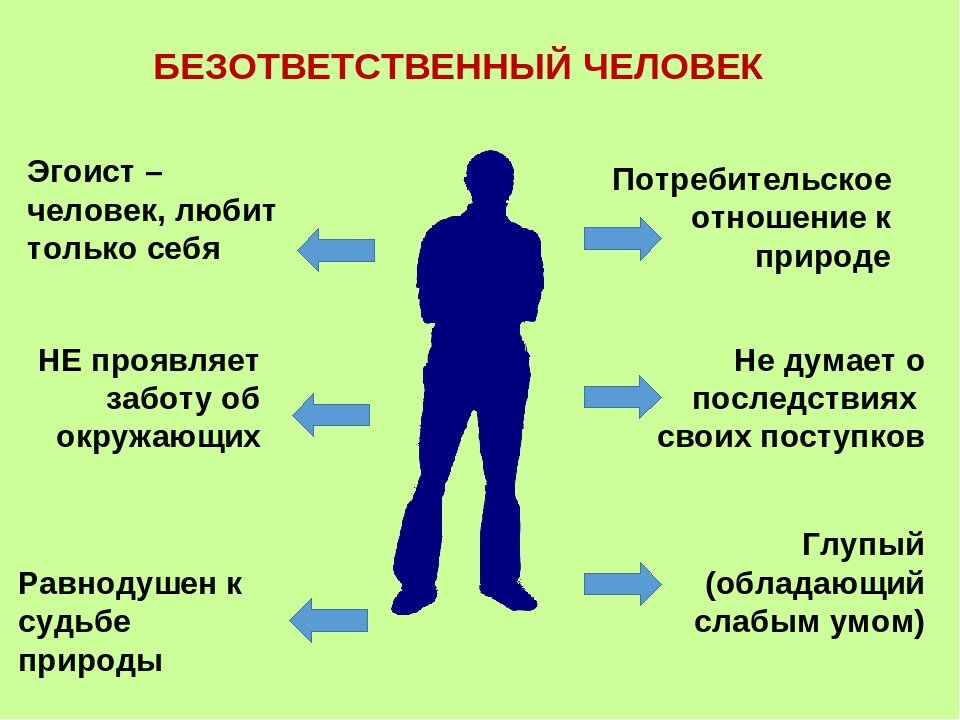 БЕЗОТВЕТСТВЕННЫЙ ЧЕЛОВЕК
Эгоист –
человек, любит
только себя
НЕ проявляет
заботу об
окружающих
Равнодушен к
судьбе
природы
Потребительское
отношение к
природе
Не думает о
последствиях
своих поступков
Глупый
(обладающий
слабым умом)